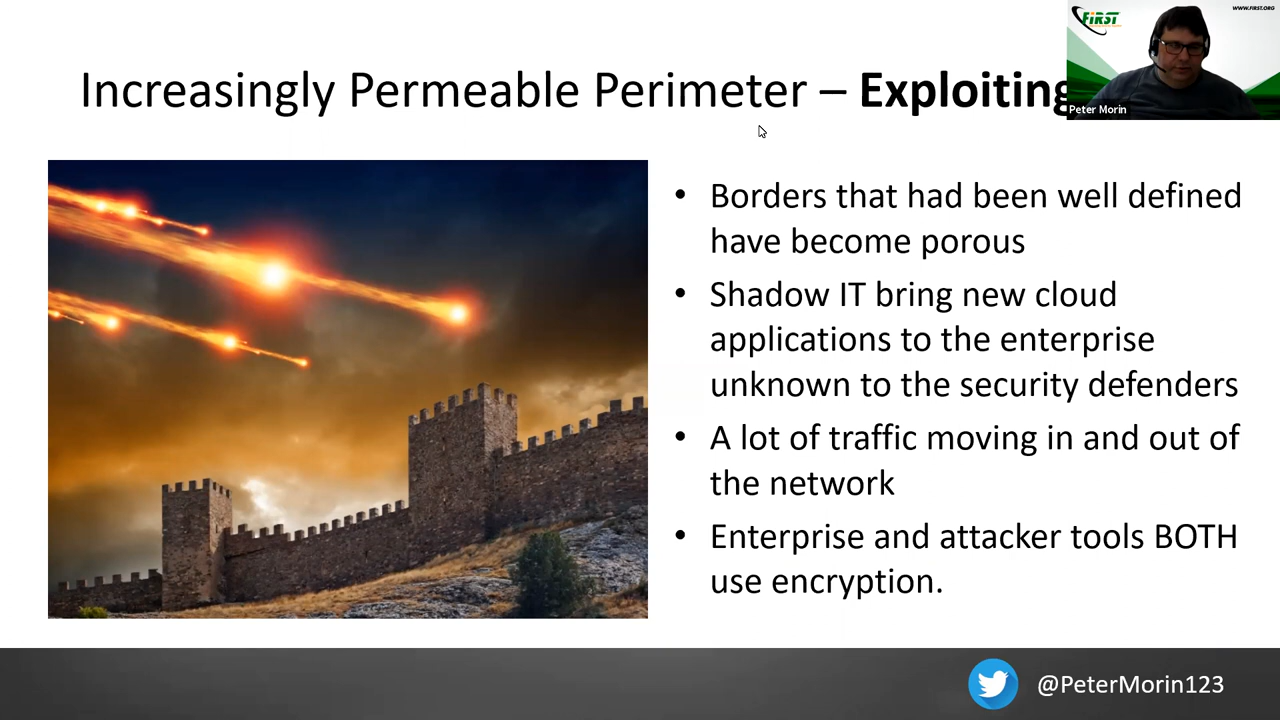 FIRST
WWW.FIRST.ORG
Increasingly Permeable Perimeter – Exploiting
Peter Morin
• Borders that had been well defined
have become porous
• Shadow IT bring new cloud
applications to the enterprise
unknown to the security defenders
• A lot of traffic moving in and out of
the network
• Enterprise and attacker tools BOTH
use encryption.
@PeterMorin123